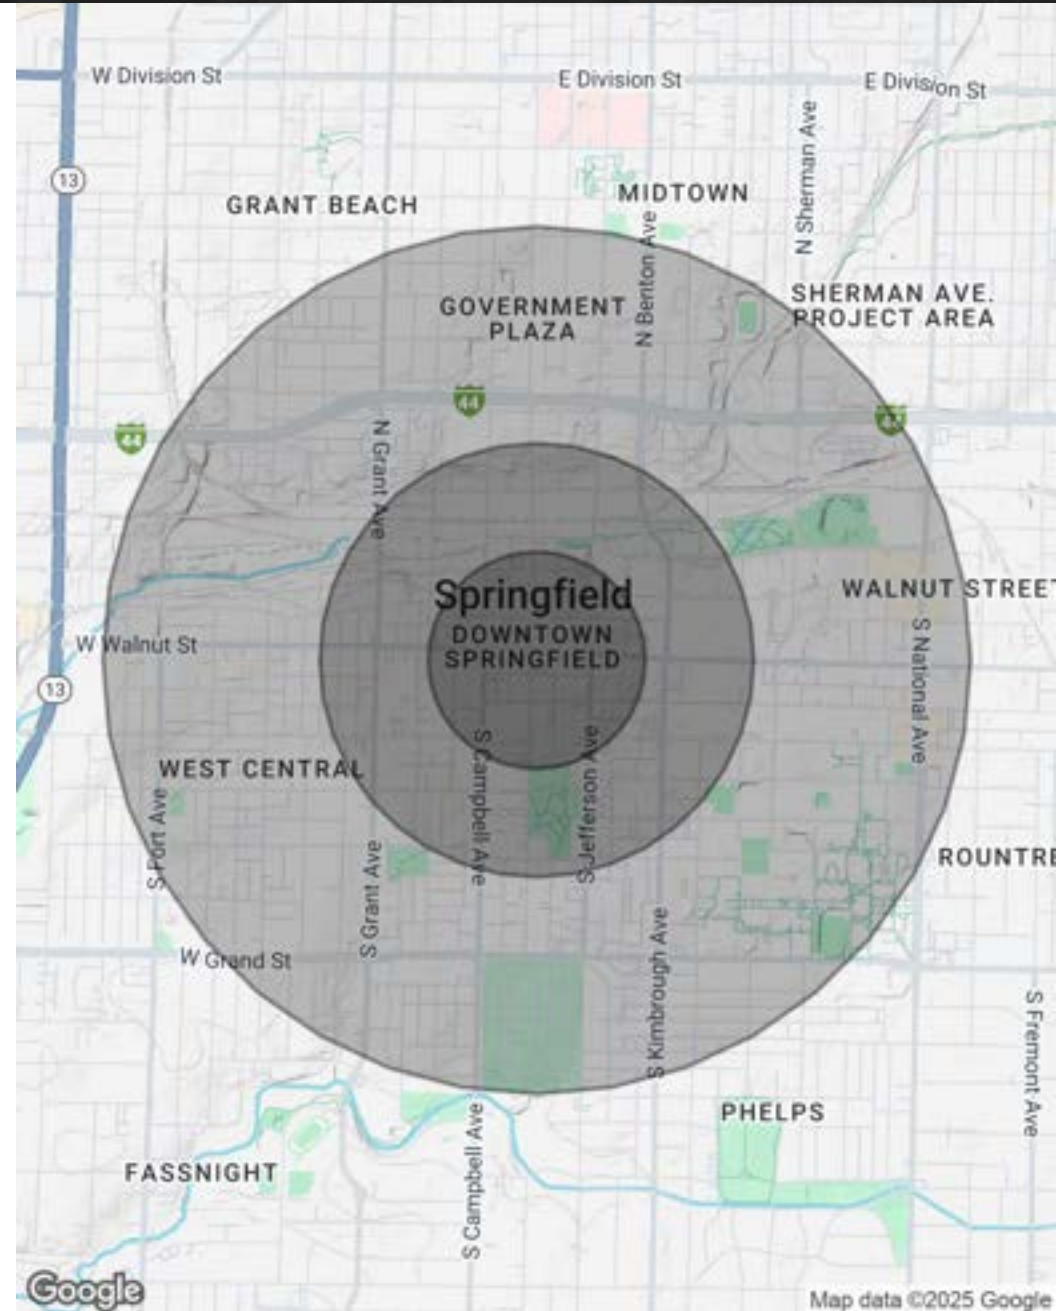 W Division St
E Division St
E Division St
N Sherman Ave
13
GRANT BEACH
MIDTOWN
N Benton Ave
GOVERNMENT
PLAZA
SHERMAN AVE.
PROJECT AREA
44
44
44
N Grant Ave
Springfield
DOWNTOWN
SPRINGFIELD
WALNUT STREET
W Walnut St
S National Ave
13
WEST CENTRAL
S Campbell Ave
S Jefferson Ave
S Fort Ave
S Grant Ave
ROUNTRE
W Grand St
S Kimbrough Ave
S Fremont Ave
PHELPS
FASSNIGHT
S Campbell Ave
Google
Map data ©2025 Google